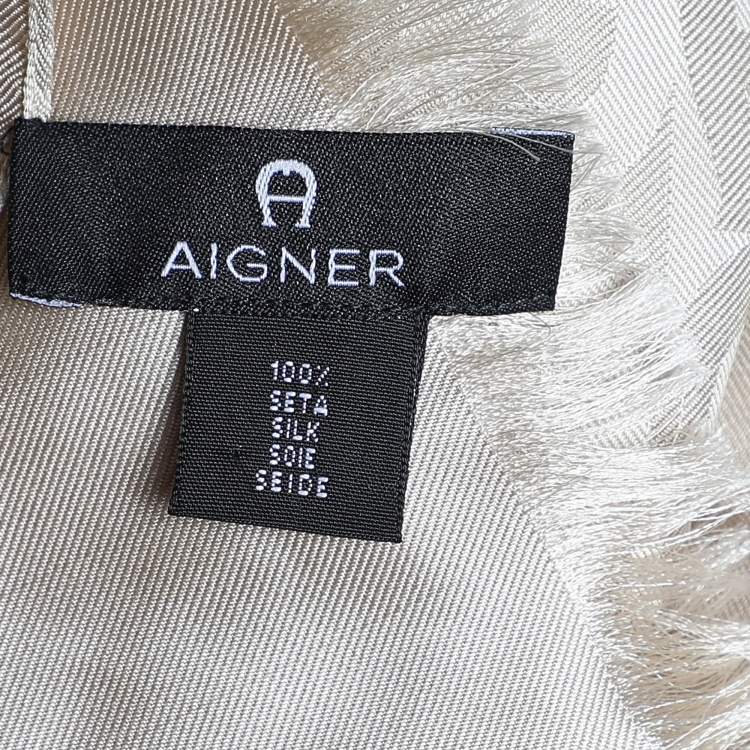 AIGNER
100%
SETA
SILK
SOIE
SEIDE